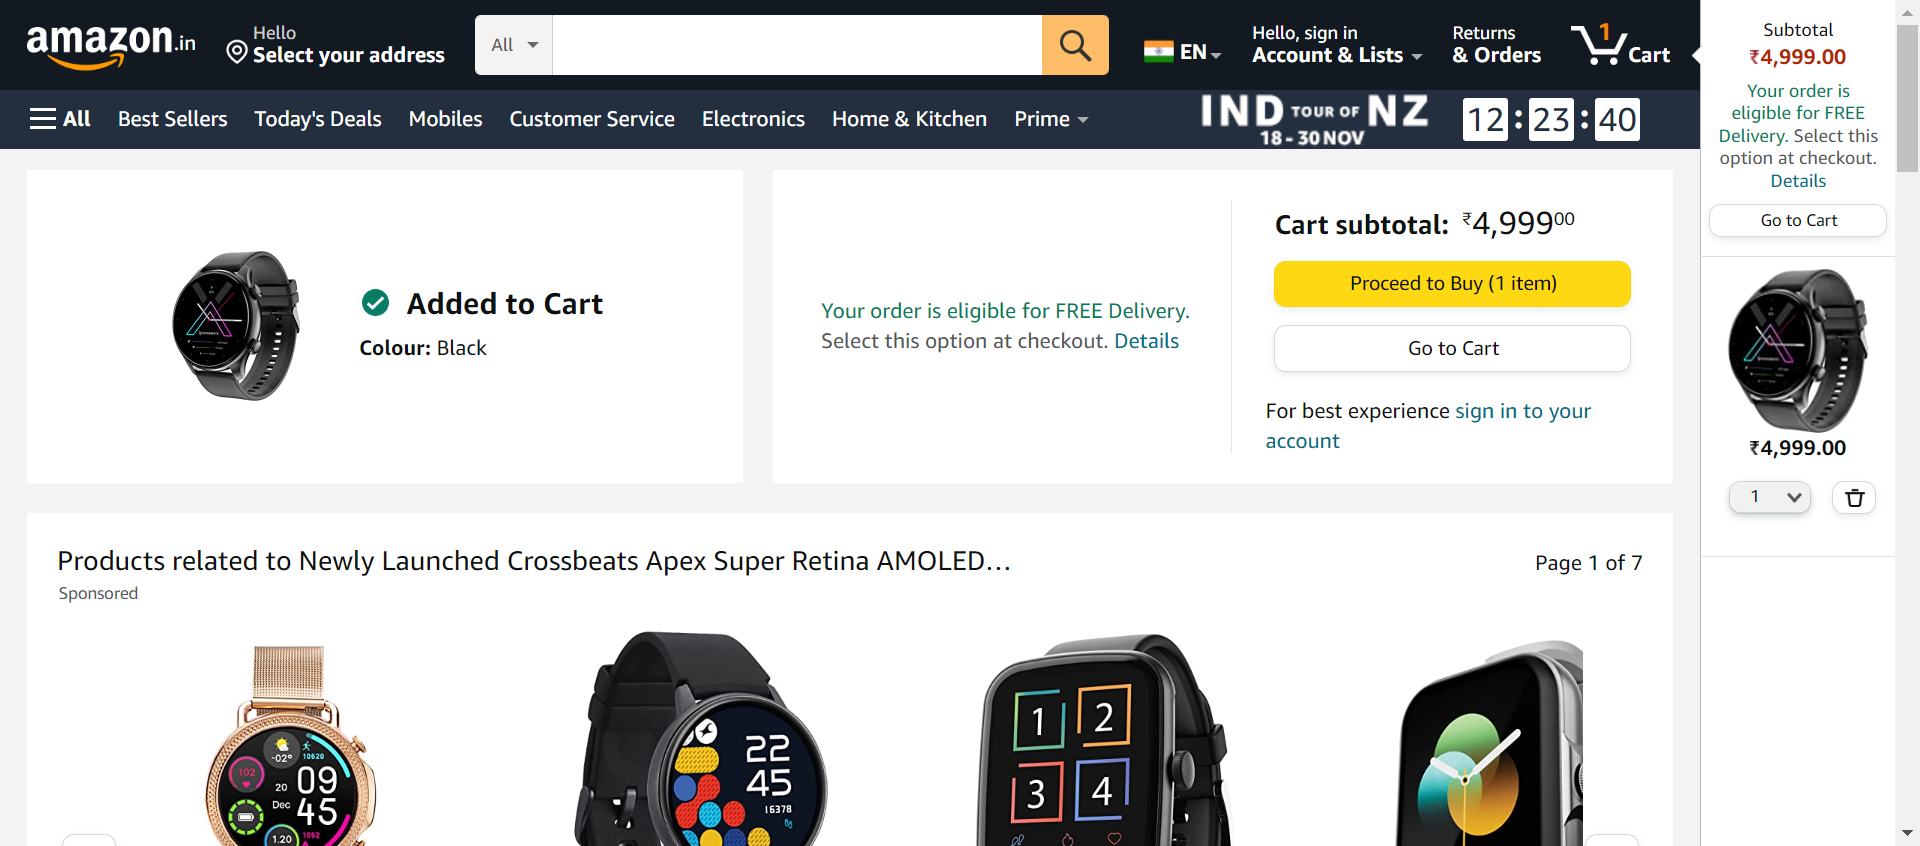 amazon.in
Hello
Select your address
All
EN
Hello, sign in
Account & Lists
Returns
& Orders
1
Cart
All
Best Sellers
Today's Deals
Mobiles
Customer Service
Electronics
Home & Kitchen
Prime
IND TOUR OF NZ
18 - 30 NOV
12 : 23 : 40
Added to Cart
Colour: Black
Your order is eligible for FREE Delivery.
Select this option at checkout. Details
Cart subtotal: ₹4,99900
Proceed to Buy (1 item)
Go to Cart
For best experience sign in to your
account
Subtotal
₹4,999.00
Your order is
eligible for FREE
Delivery. Select this
option at checkout.
Details
Go to Cart
₹4,999.00
1
Products related to Newly Launched Crossbeats Apex Super Retina AMOLED…
Page 1 of 7
Sponsored
-02°
10620
102
20
Dec
09
45
1062
1.20
22
45
16378
1
2
3
4